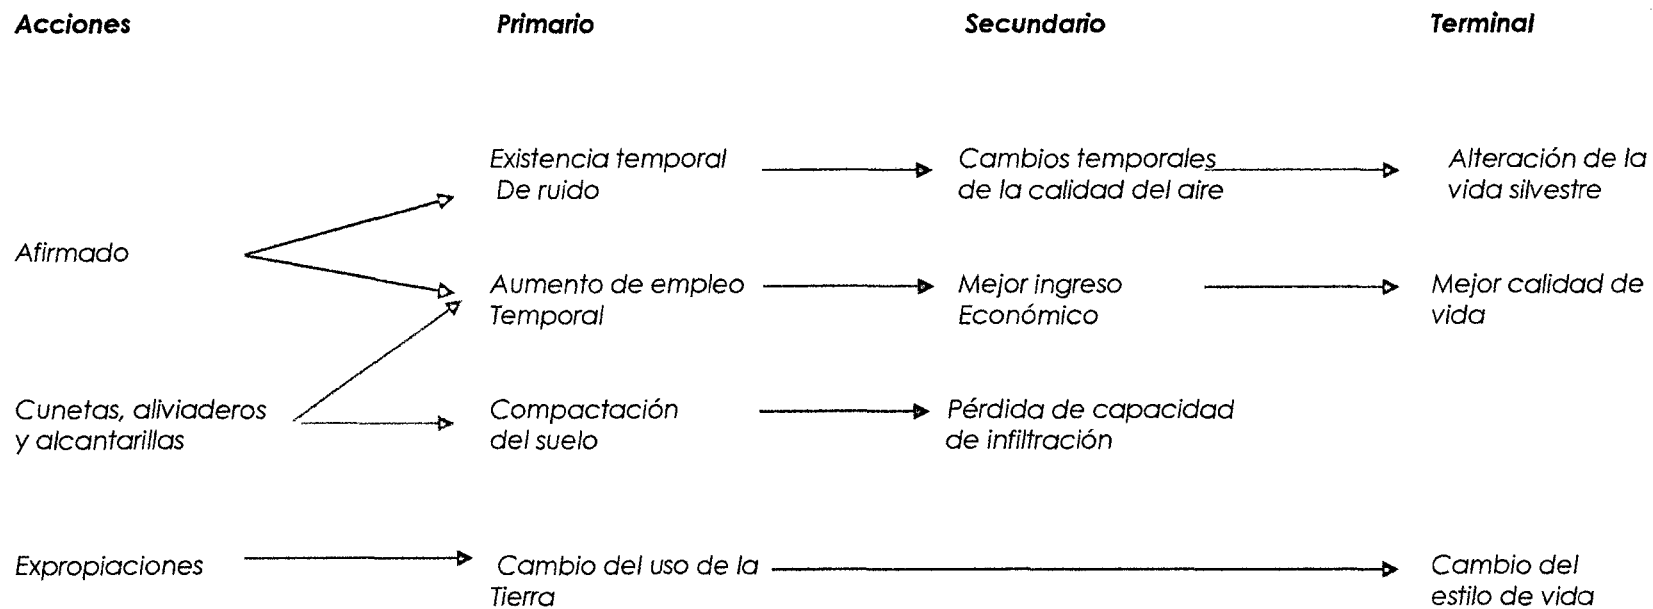 Acciones Primario Secundario Terminal
Existencia temporal Cambios temporales Alteración de la
De ruido de la calidad del aire vida silvestre
Afirmado
Aumento de empleo Mejor ingreso Mejor calidad de
Temporal Económico vida
Cunetas, aliviaderos Compactación Pérdida de capacidad
y alcantarillas del suelo de infiltración
Expropiaciones Cambio del uso de la Cambio del
Tierra estilo de vida